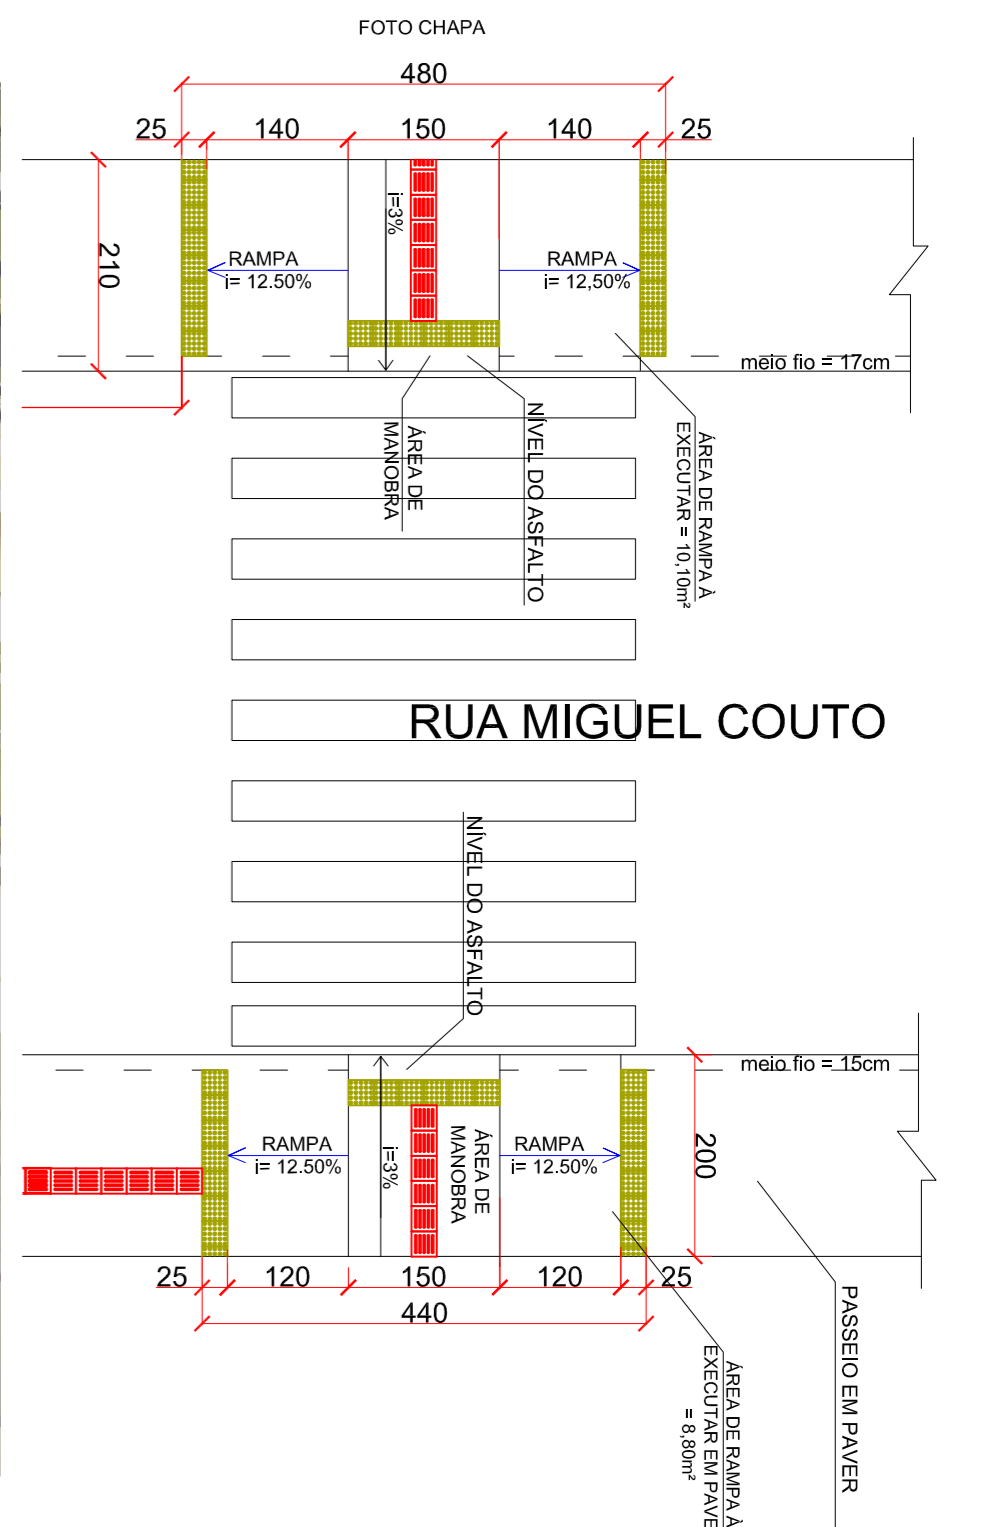 FOTO CHAPA
480
25
140
150
140
25
210
i=3%
RAMPA
i= 12.50%
RAMPA
i= 12,50%
meio fio = 17cm
ÁREA DE
MANOBRA
NÍVEL DO ASFALTO
ÁREA DE RAMPA À
EXECUTAR = 10,10m²
RUA MIGUEL COUTO
NÍVEL DO ASFALTO
meio fio = 15cm
RAMPA
i= 12.50%
i=3%
ÁREA DE
MANOBRA
RAMPA
i= 12.50%
200
25
120
150
120
25
440
PASSEIO EM PAVER
ÁREA DE RAMPA À
EXECUTAR EM PAVE
= 8,80m²